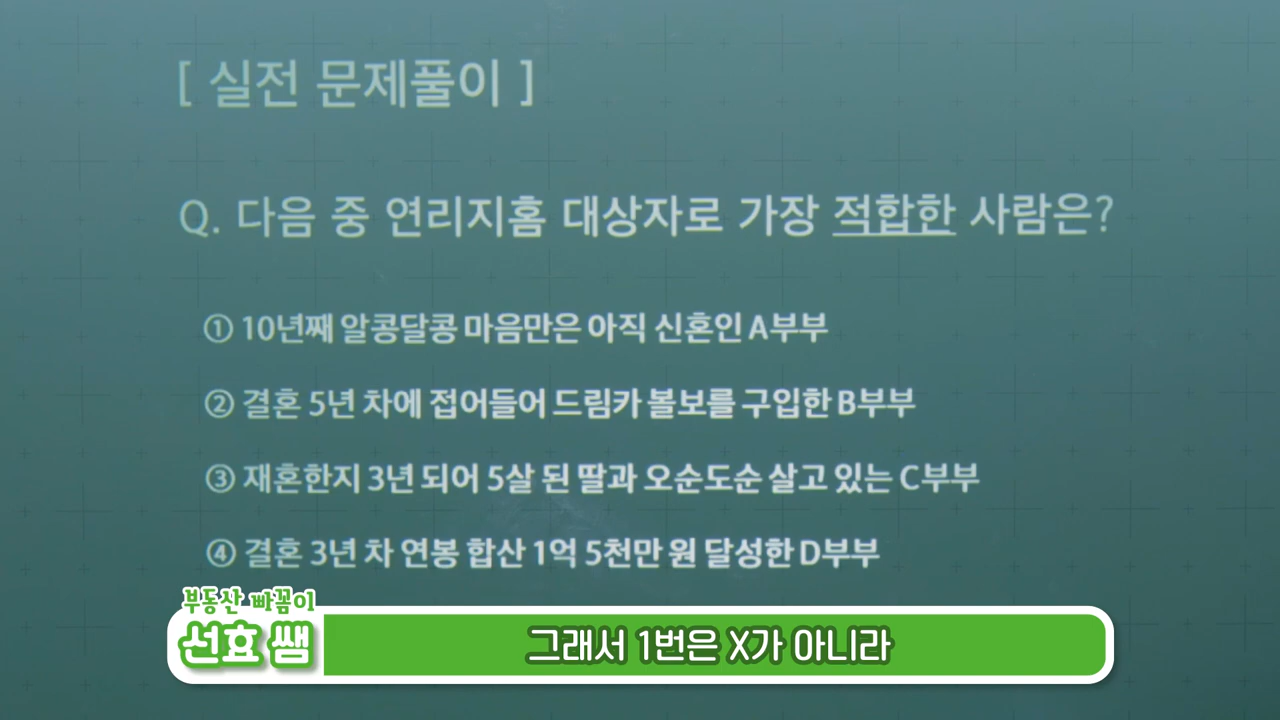 [ 실전 문제풀이 ]
Q. 다음 중 연리지홈 대상자로 가장 적합한 사람은?
① 10년째 알콩달콩 마음만은 아직 신혼인 A부부
② 결혼 5년 차에 접어들어 드림카 볼보를 구입한 B부부
③ 재혼한지 3년 되어 5살 된 딸과 오순도순 살고 있는 C부부
④ 결혼 3년 차 연봉 합산 1억 5천만 원 달성한 D부부
부동산 빠꼼이
선효 쌤
그래서 1번은 X가 아니라